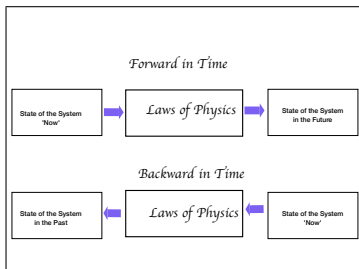 Forward in Time
State of the System
'Now'
Laws of Physics
State of the System
in the Future
Backward in Time
State of the System
in the Past
Laws of Physics
State of the System
'Now'